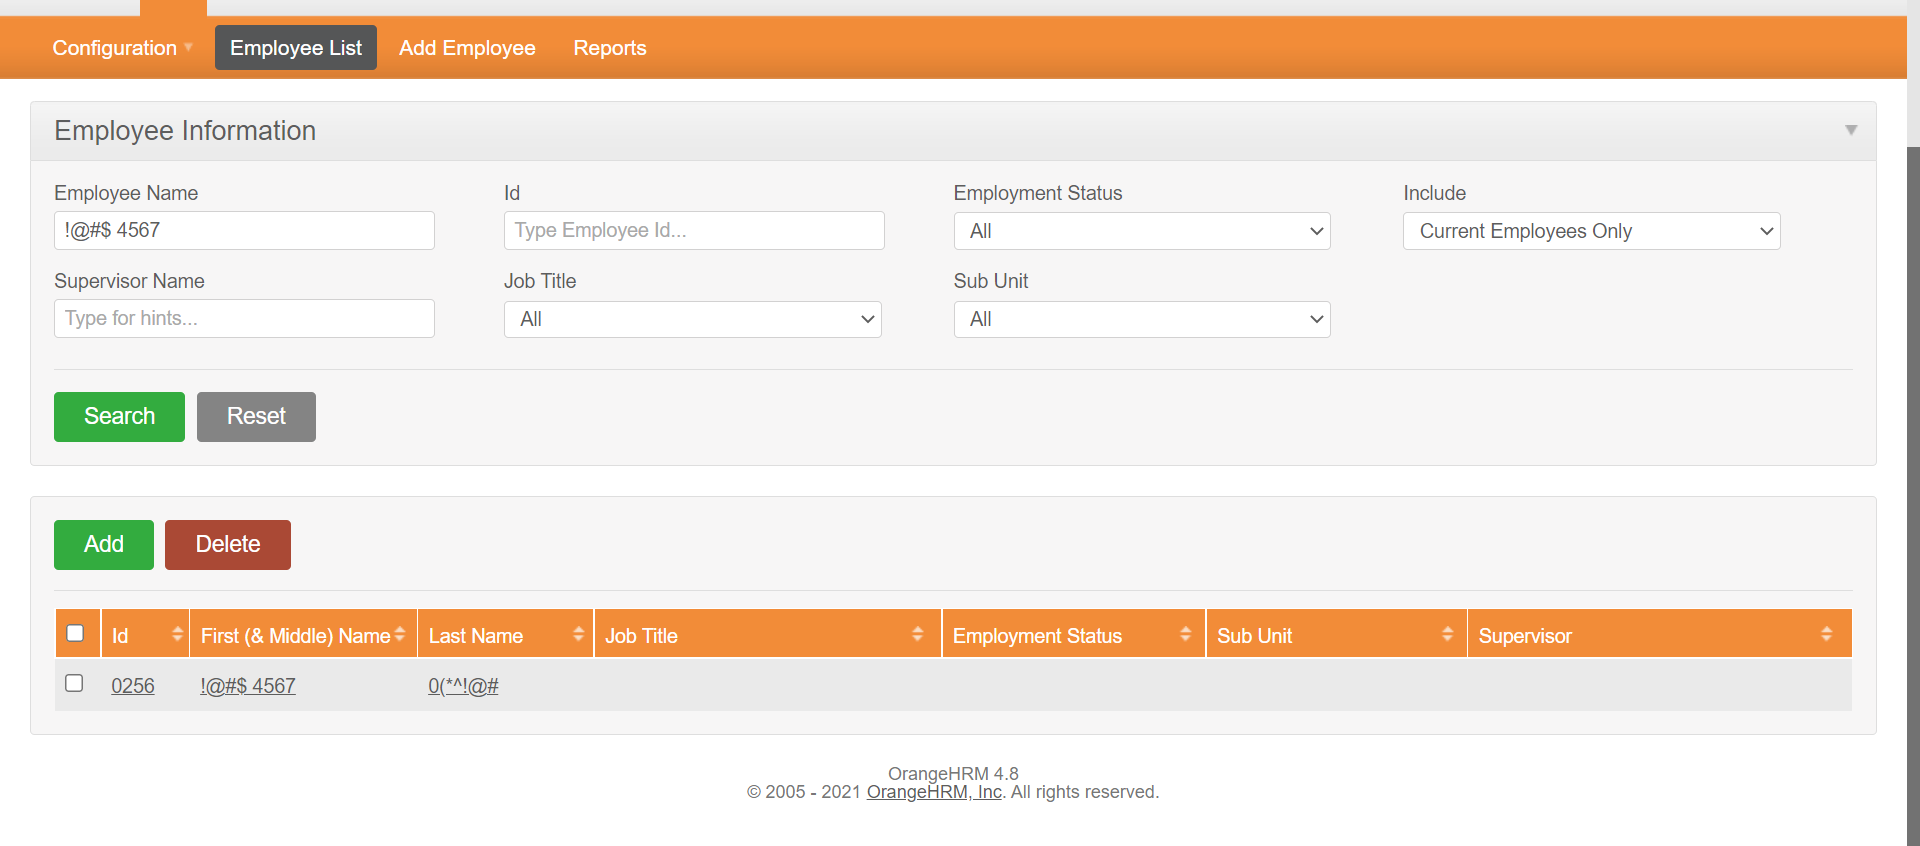 Configuration Employee List Add Employee Reports
Employee Information
Employee Name Id Employment Status Include
!@#$ 4567 Type Employee Id... All Current Employees Only
Supervisor Name Job Title Sub Unit
Type for hints... All All
Search Reset
Add Delete
Id First (& Middle) Name Last Name Job Title Employment Status Sub Unit Supervisor
0256 !@#$ 4567 0(*^!@#
OrangeHRM 4.8
© 2005 - 2021 OrangeHRM, Inc. All rights reserved.